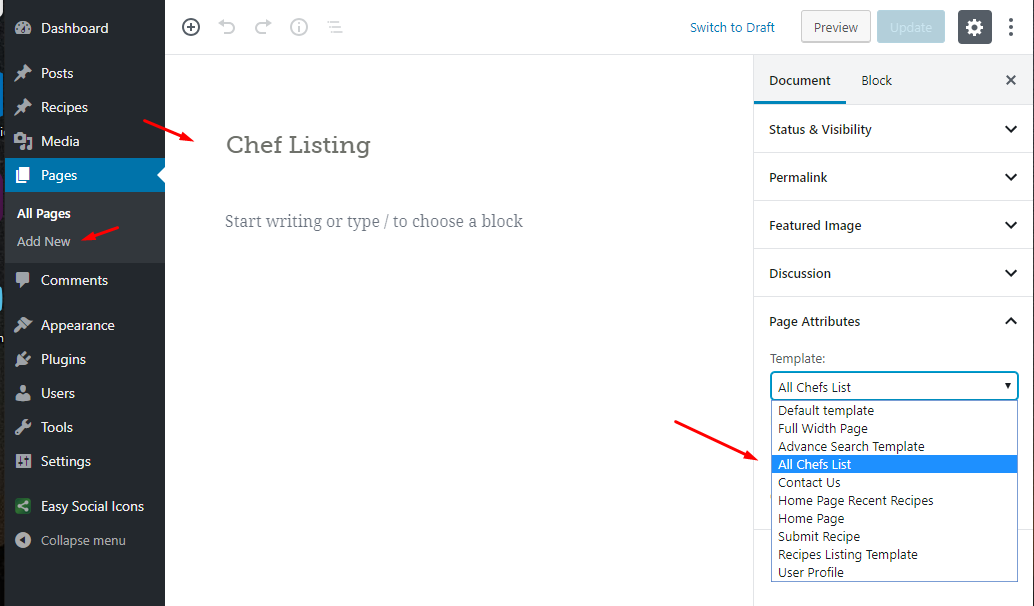 Dashboard
Posts
Recipes
Media
Pages
All Pages
Add New
Comments
Appearance
Plugins
Users
Tools
Settings
Easy Social Icons
Collapse menu
Switch to Draft
Preview
Update
Chef Listing
Start writing or type / to choose a block
Document
Block
Status & Visibility
Permalink
Featured Image
Discussion
Page Attributes
Template:
All Chefs List
Default template
Full Width Page
Advance Search Template
All Chefs List
Contact Us
Home Page Recent Recipes
Home Page
Submit Recipe
Recipes Listing Template
User Profile